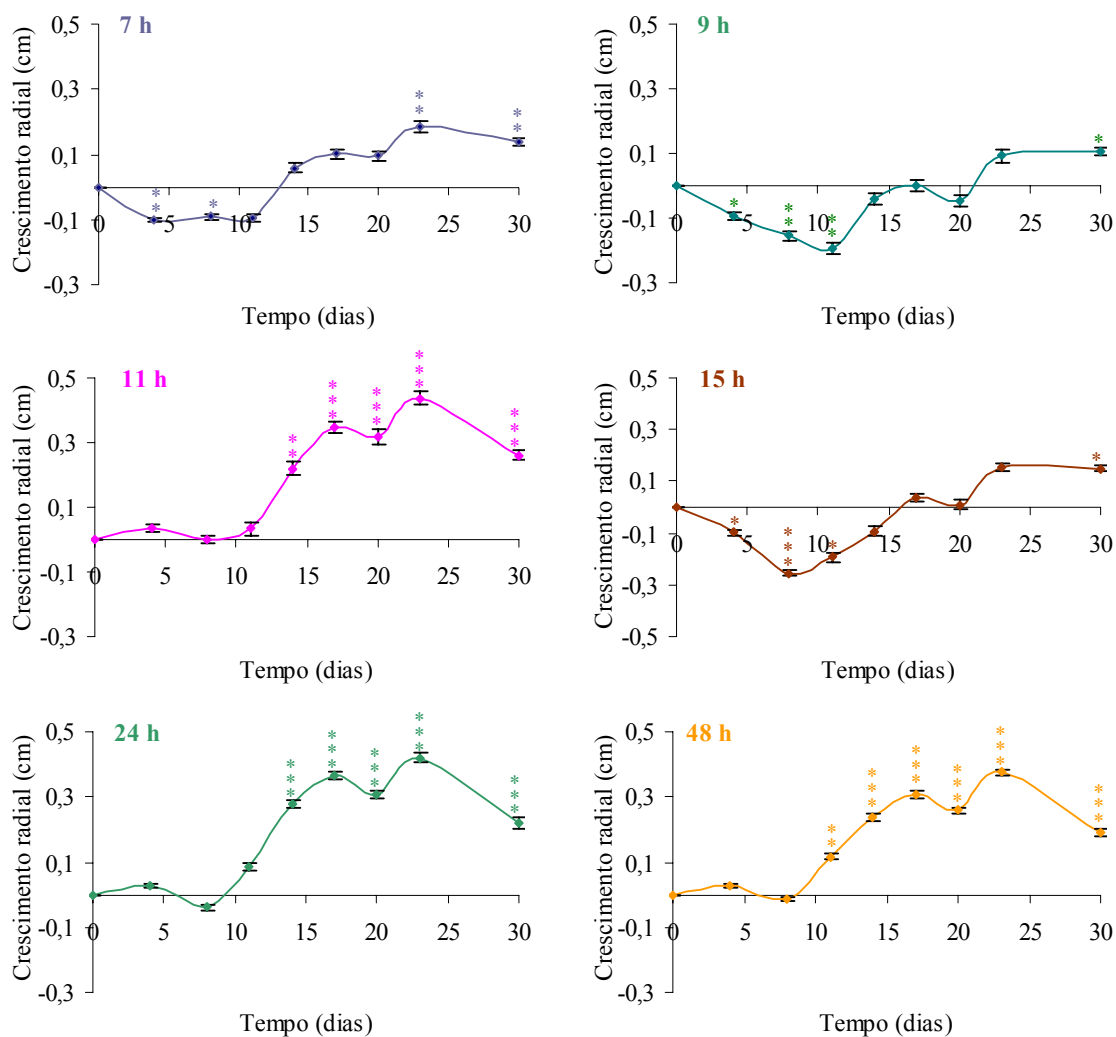 7 h
Crescimento radial (cm)
0,5
0,3
0,1
-0,1
-0,3
0 5 10 15 20 25 30
** * ** **
Tempo (dias)
9 h
Crescimento radial (cm)
0,5
0,3
0,1
-0,1
-0,3
0 5 10 15 20 25 30
* ** ** *
Tempo (dias)
11 h
Crescimento radial (cm)
0,5
0,3
0,1
-0,1
-0,3
0 5 10 15 20 25 30
** *** *** *** ***
Tempo (dias)
15 h
Crescimento radial (cm)
0,5
0,3
0,1
-0,1
-0,3
-0,5
0 5 10 15 20 25 30
* *** * *
Tempo (dias)
24 h
Crescimento radial (cm)
0,5
0,3
0,1
-0,1
-0,3
0 5 10 15 20 25 30
*** *** *** *** ***
Tempo (dias)
48 h
Crescimento radial (cm)
0,5
0,3
0,1
-0,1
-0,3
0 5 10 15 20 25 30
** *** *** *** *** ***
Tempo (dias)